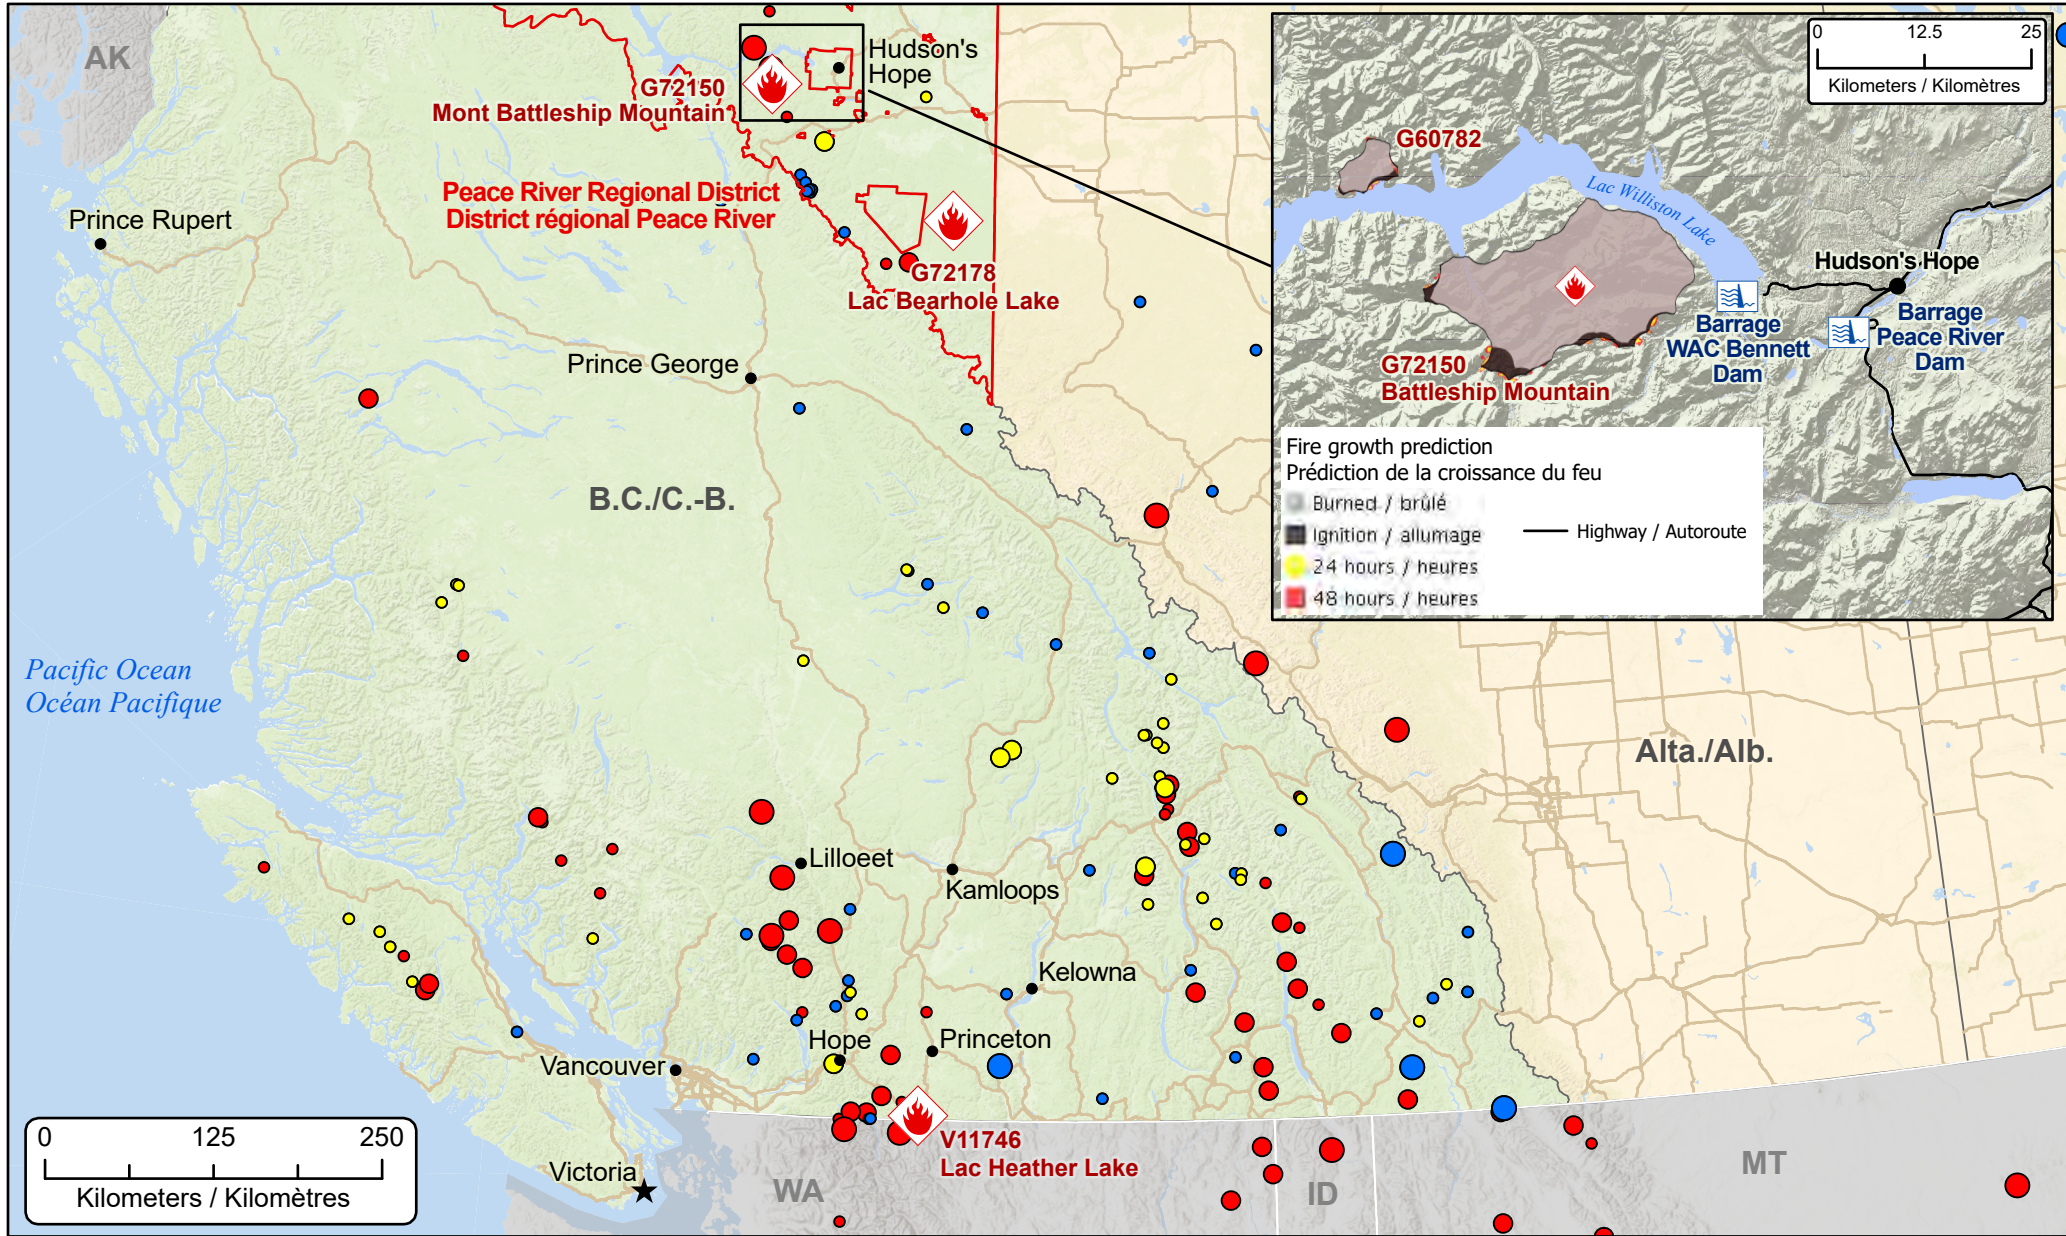 AK
Hudson's
Hope
G72150
Mont Battleship Mountain
Peace River Regional District
District régional Peace River
Prince Rupert
G72178
Lac Bearhole Lake
Prince George
B.C./C.-B.
Pacific Ocean
Océan Pacifique
Alta./Alb.
Lilloeet
Kamloops
Kelowna
Hope
Princeton
Vancouver
Victoria
V11746
Lac Heather Lake
WA
ID
MT
0 125 250
Kilometers / Kilomètres
0 12.5 25
Kilometers / Kilomètres
G60782
Lac Williston Lake
Hudson's Hope
Barrage
WAC Bennett
Dam
Barrage
Peace River
Dam
G72150
Battleship Mountain
Fire growth prediction
Prédiction de la croissance du feu
Burned / brûlé
Ignition / allumage
24 hours / heures
48 hours / heures
Highway / Autoroute